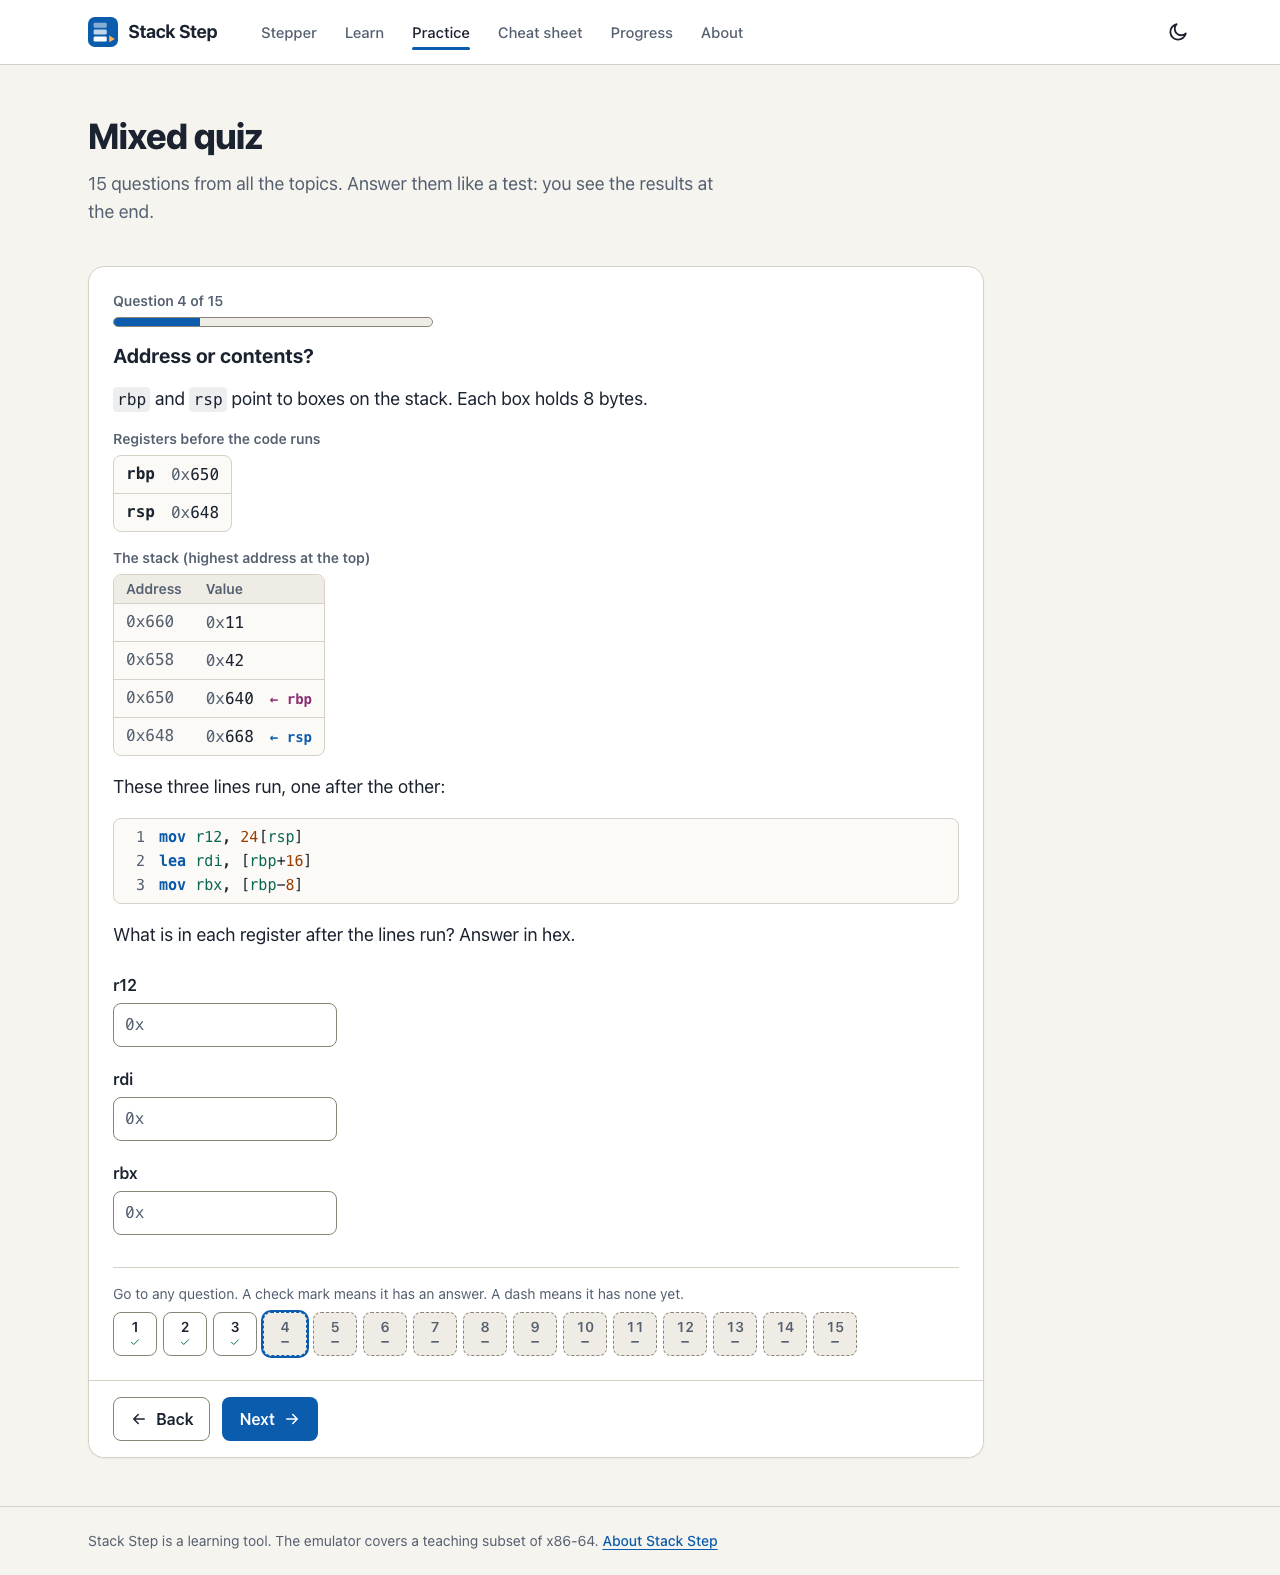 Stack Step
Stepper Learn Practice Cheat sheet Progress About
Mixed quiz
15 questions from all the topics. Answer them like a test: you see the results at
the end.
Question 4 of 15
Address or contents?
rbp and rsp point to boxes on the stack. Each box holds 8 bytes.
Registers before the code runs
rbp 0x650
rsp 0x648
The stack (highest address at the top)
Address Value
0x660 0x11
0x658 0x42
0x650 0x640 ← rbp
0x648 0x668 ← rsp
These three lines run, one after the other:
1 mov r12, 24[rsp]
2 lea rdi, [rbp+16]
3 mov rbx, [rbp−8]
What is in each register after the lines run? Answer in hex.
r12
0x
rdi
0x
rbx
0x
Go to any question. A check mark means it has an answer. A dash means it has none yet.
1 2 3 4 5 6 7 8 9 10 11 12 13 14 15
✓ ✓ ✓ – – – – – – – – – – – –
← Back Next →
Stack Step is a learning tool. The emulator covers a teaching subset of x86-64. About Stack Step